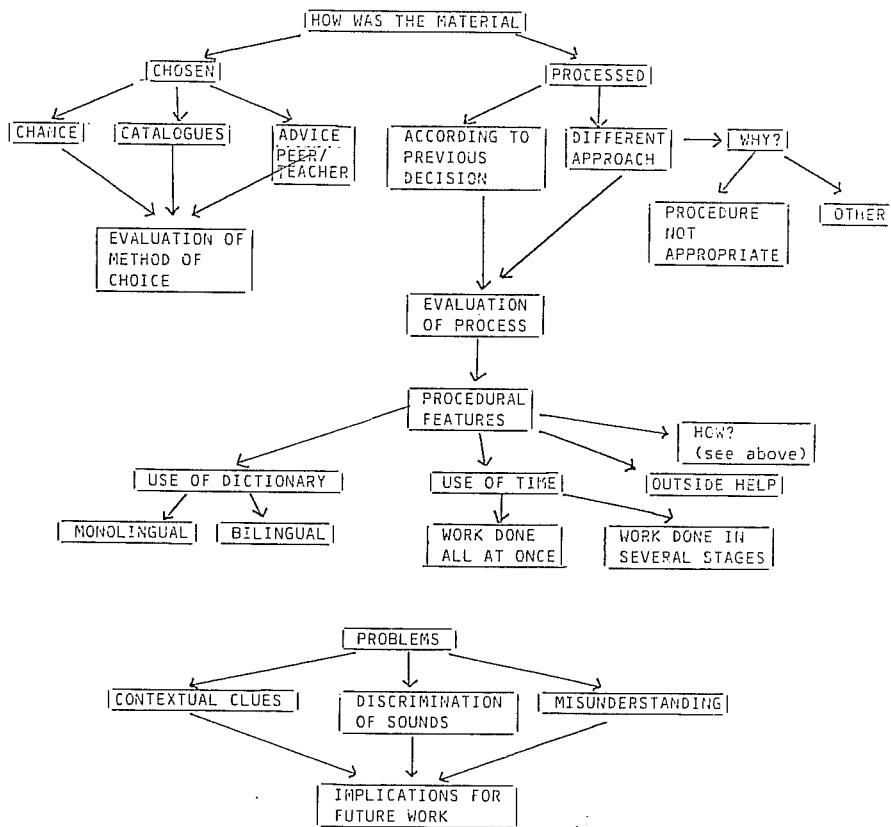 HOW WAS THE MATERIAL
CHOSEN
PROCESSED
CHANCE
CATALOGUES
ADVICE
PEER/
TEACHER
ACCORDING TO
PREVIOUS
DECISION
DIFFERENT
APPROACH
WHY?
PROCEDURE
NOT
APPROPRIATE
OTHER
EVALUATION OF
METHOD OF
CHOICE
EVALUATION
OF PROCESS
PROCEDURAL
FEATURES
HOW?
(see above)
USE OF DICTIONARY
USE OF TIME
OUTSIDE HELP
MONOLINGUAL
BILINGUAL
WORK DONE
ALL AT ONCE
WORK DONE IN
SEVERAL STAGES
PROBLEMS
CONTEXTUAL CLUES
DISCRIMINATION
OF SOUNDS
MISUNDERSTANDING
IMPLICATIONS FOR
FUTURE WORK